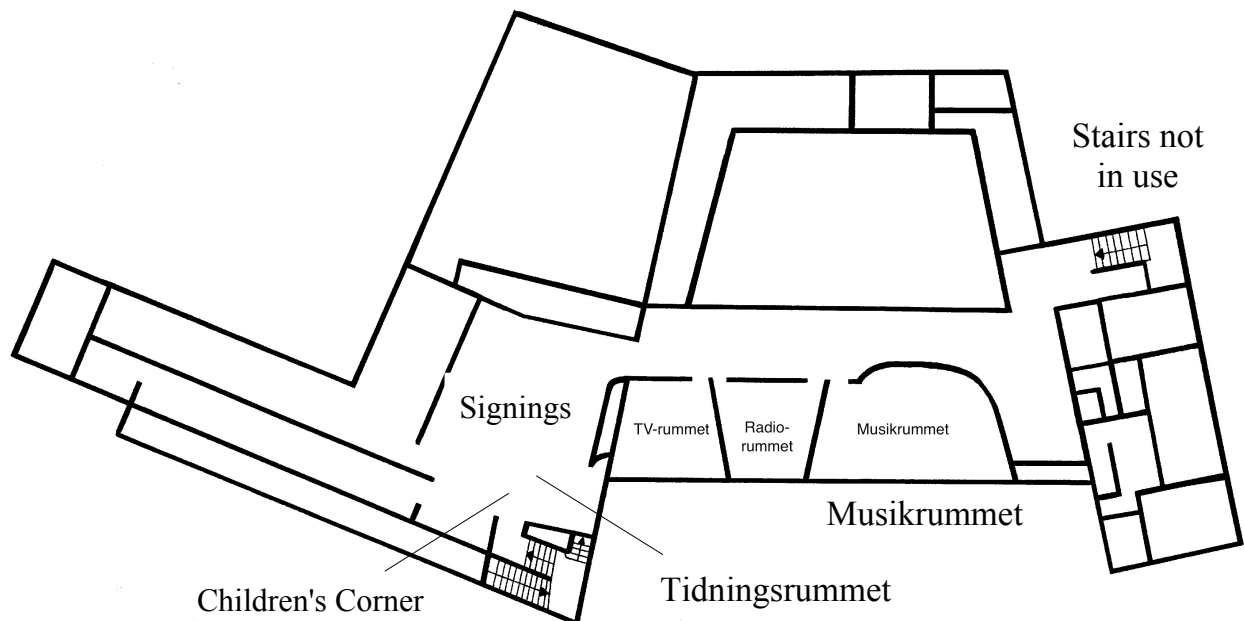 Stairs not
in use
Signings
TV-rummet
Radio-
rummet
Musikrummet
Musikrummet
Children's Corner
Tidningsrummet